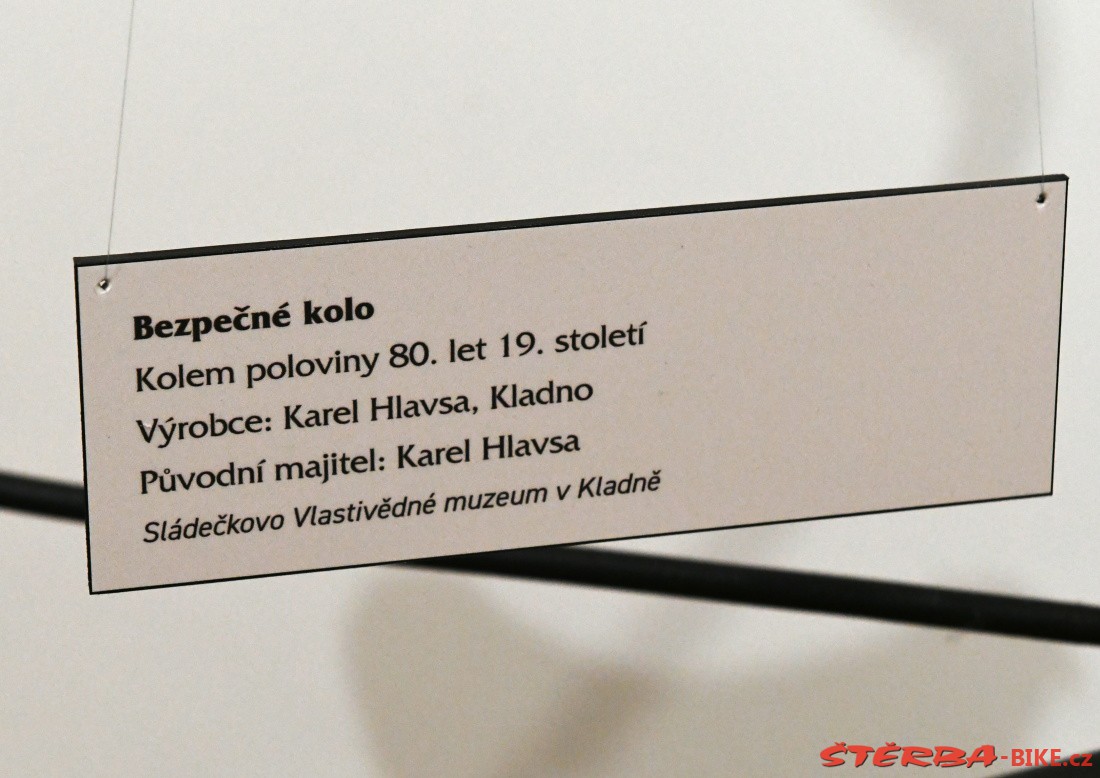 Bezpečné kolo
Kolem poloviny 80. let 19. století
Výrobce: Karel Hlavsa, Kladno
Původní majitel: Karel Hlavsa
Sládečkovo Vlastivědné muzeum v Kladně
ŠTĚRBA-BIKE.cz